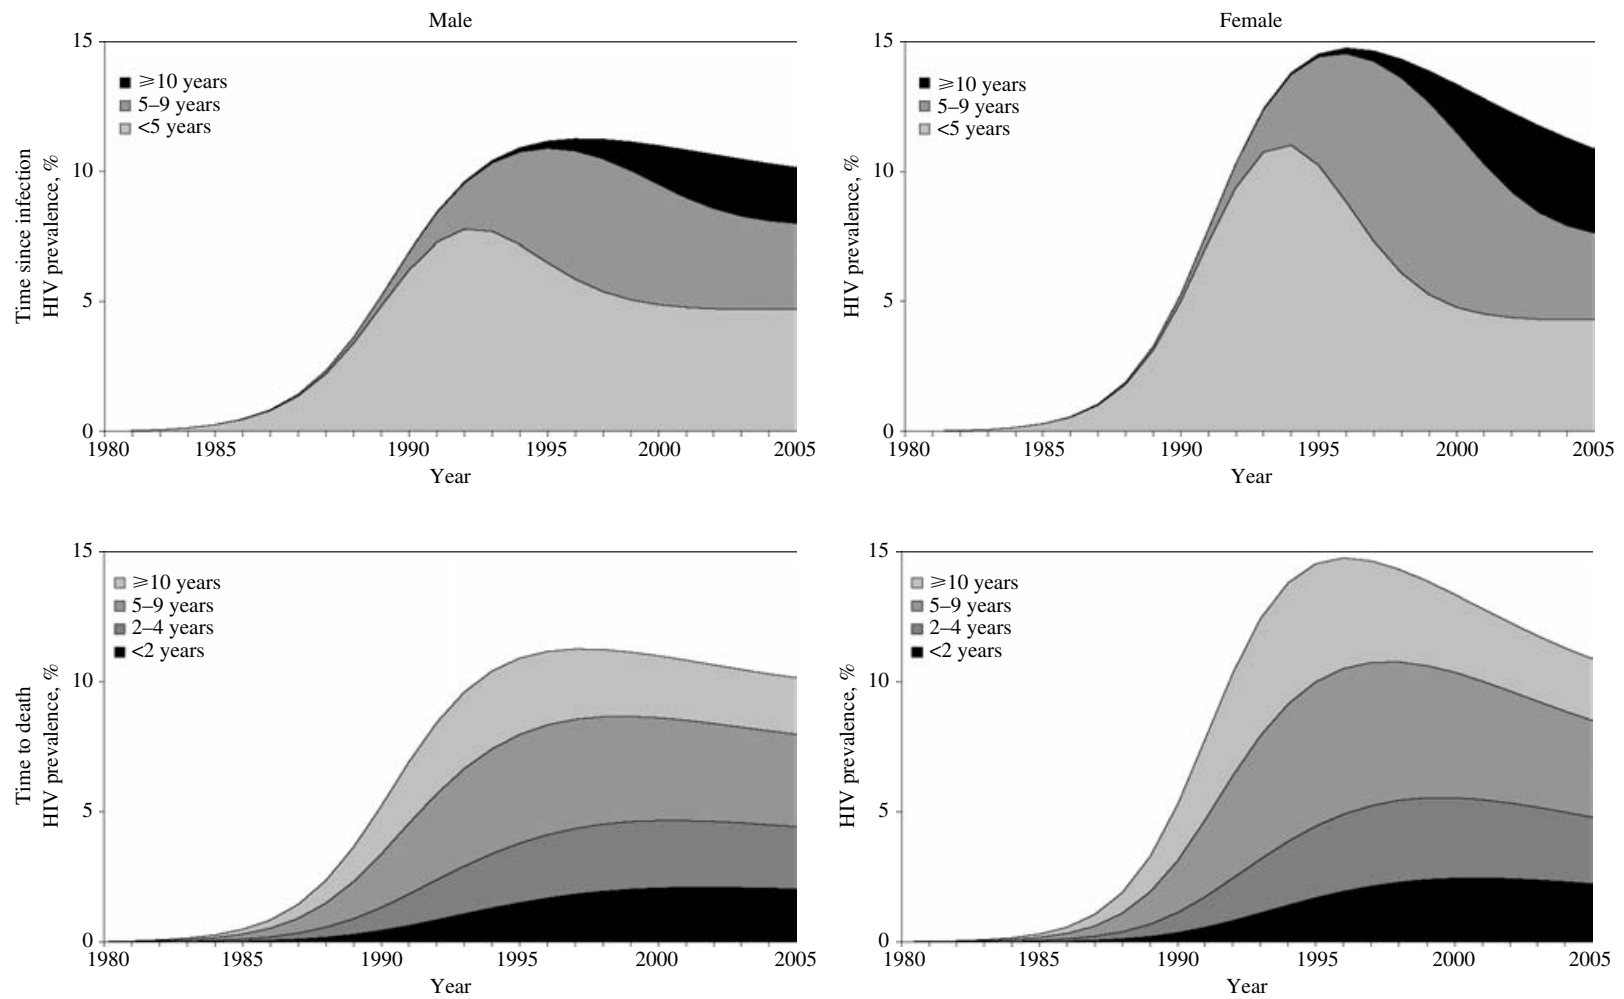 Male
Female
Time since infection
HIV prevalence, %
15
10
5
0
≥10 years
5–9 years
<5 years
1980 1985 1990 1995 2000 2005
Year
HIV prevalence, %
15
10
5
0
≥10 years
5–9 years
<5 years
1980 1985 1990 1995 2000 2005
Year
Time to death
HIV prevalence, %
15
10
5
0
≥10 years
5–9 years
2–4 years
<2 years
1980 1985 1990 1995 2000 2005
Year
HIV prevalence, %
15
10
5
0
≥10 years
5–9 years
2–4 years
<2 years
1980 1985 1990 1995 2000 2005
Year